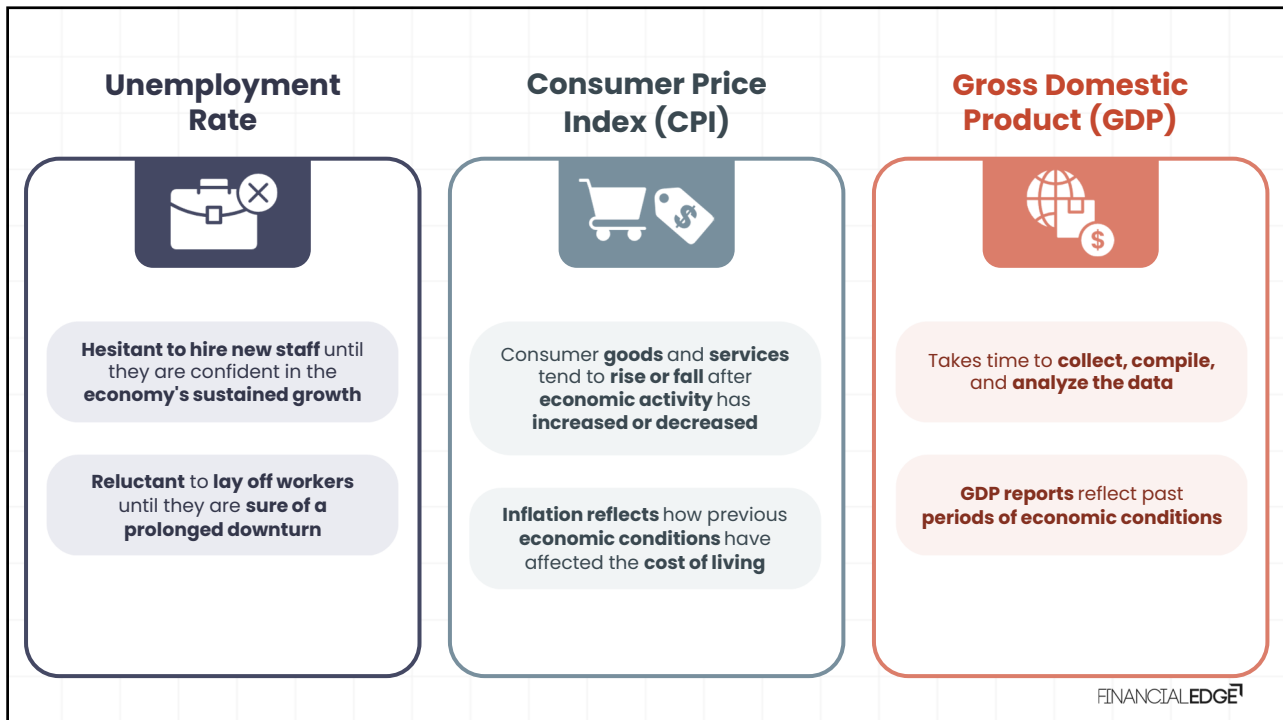 Unemployment
Rate
Hesitant to hire new staff until
they are confident in the
economy's sustained growth
Reluctant to lay off workers
until they are sure of a
prolonged downturn
Consumer Price
Index (CPI)
$
Consumer goods and services
tend to rise or fall after
economic activity has
increased or decreased
Inflation reflects how previous
economic conditions have
affected the cost of living
Gross Domestic
Product (GDP)
$
Takes time to collect, compile,
and analyze the data
GDP reports reflect past
periods of economic conditions
FINANCIALEDGE